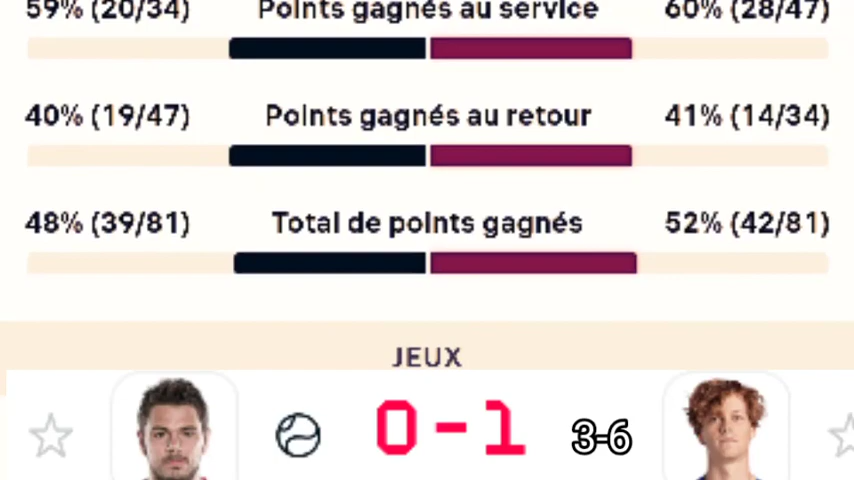 59% (20/34) Points gagnés au service 60% (28/47)
40% (19/47) Points gagnés au retour 41% (14/34)
48% (39/81) Total de points gagnés 52% (42/81)
JEUX
0 - 1 3-6